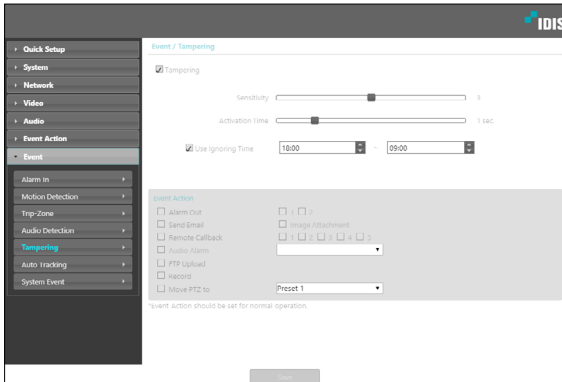 IDIS
Quick Setup
System
Network
Video
Audio
Event Action
Event
Alarm In
Motion Detection
Trip-Zone
Audio Detection
Tampering
Auto Tracking
System Event
Event / Tampering
Tampering
Sensitivity 3
Activation Time 1 sec
Use Ignoring Time 18:00 ~ 09:00
Event Action
Alarm Out 1 2
Send Email Image Attachment
Remote Callback 1 2 3 4 5
Audio Alarm
FTP Upload
Record
Move PTZ to Preset 1
*Event Action should be set for normal operation.
Save